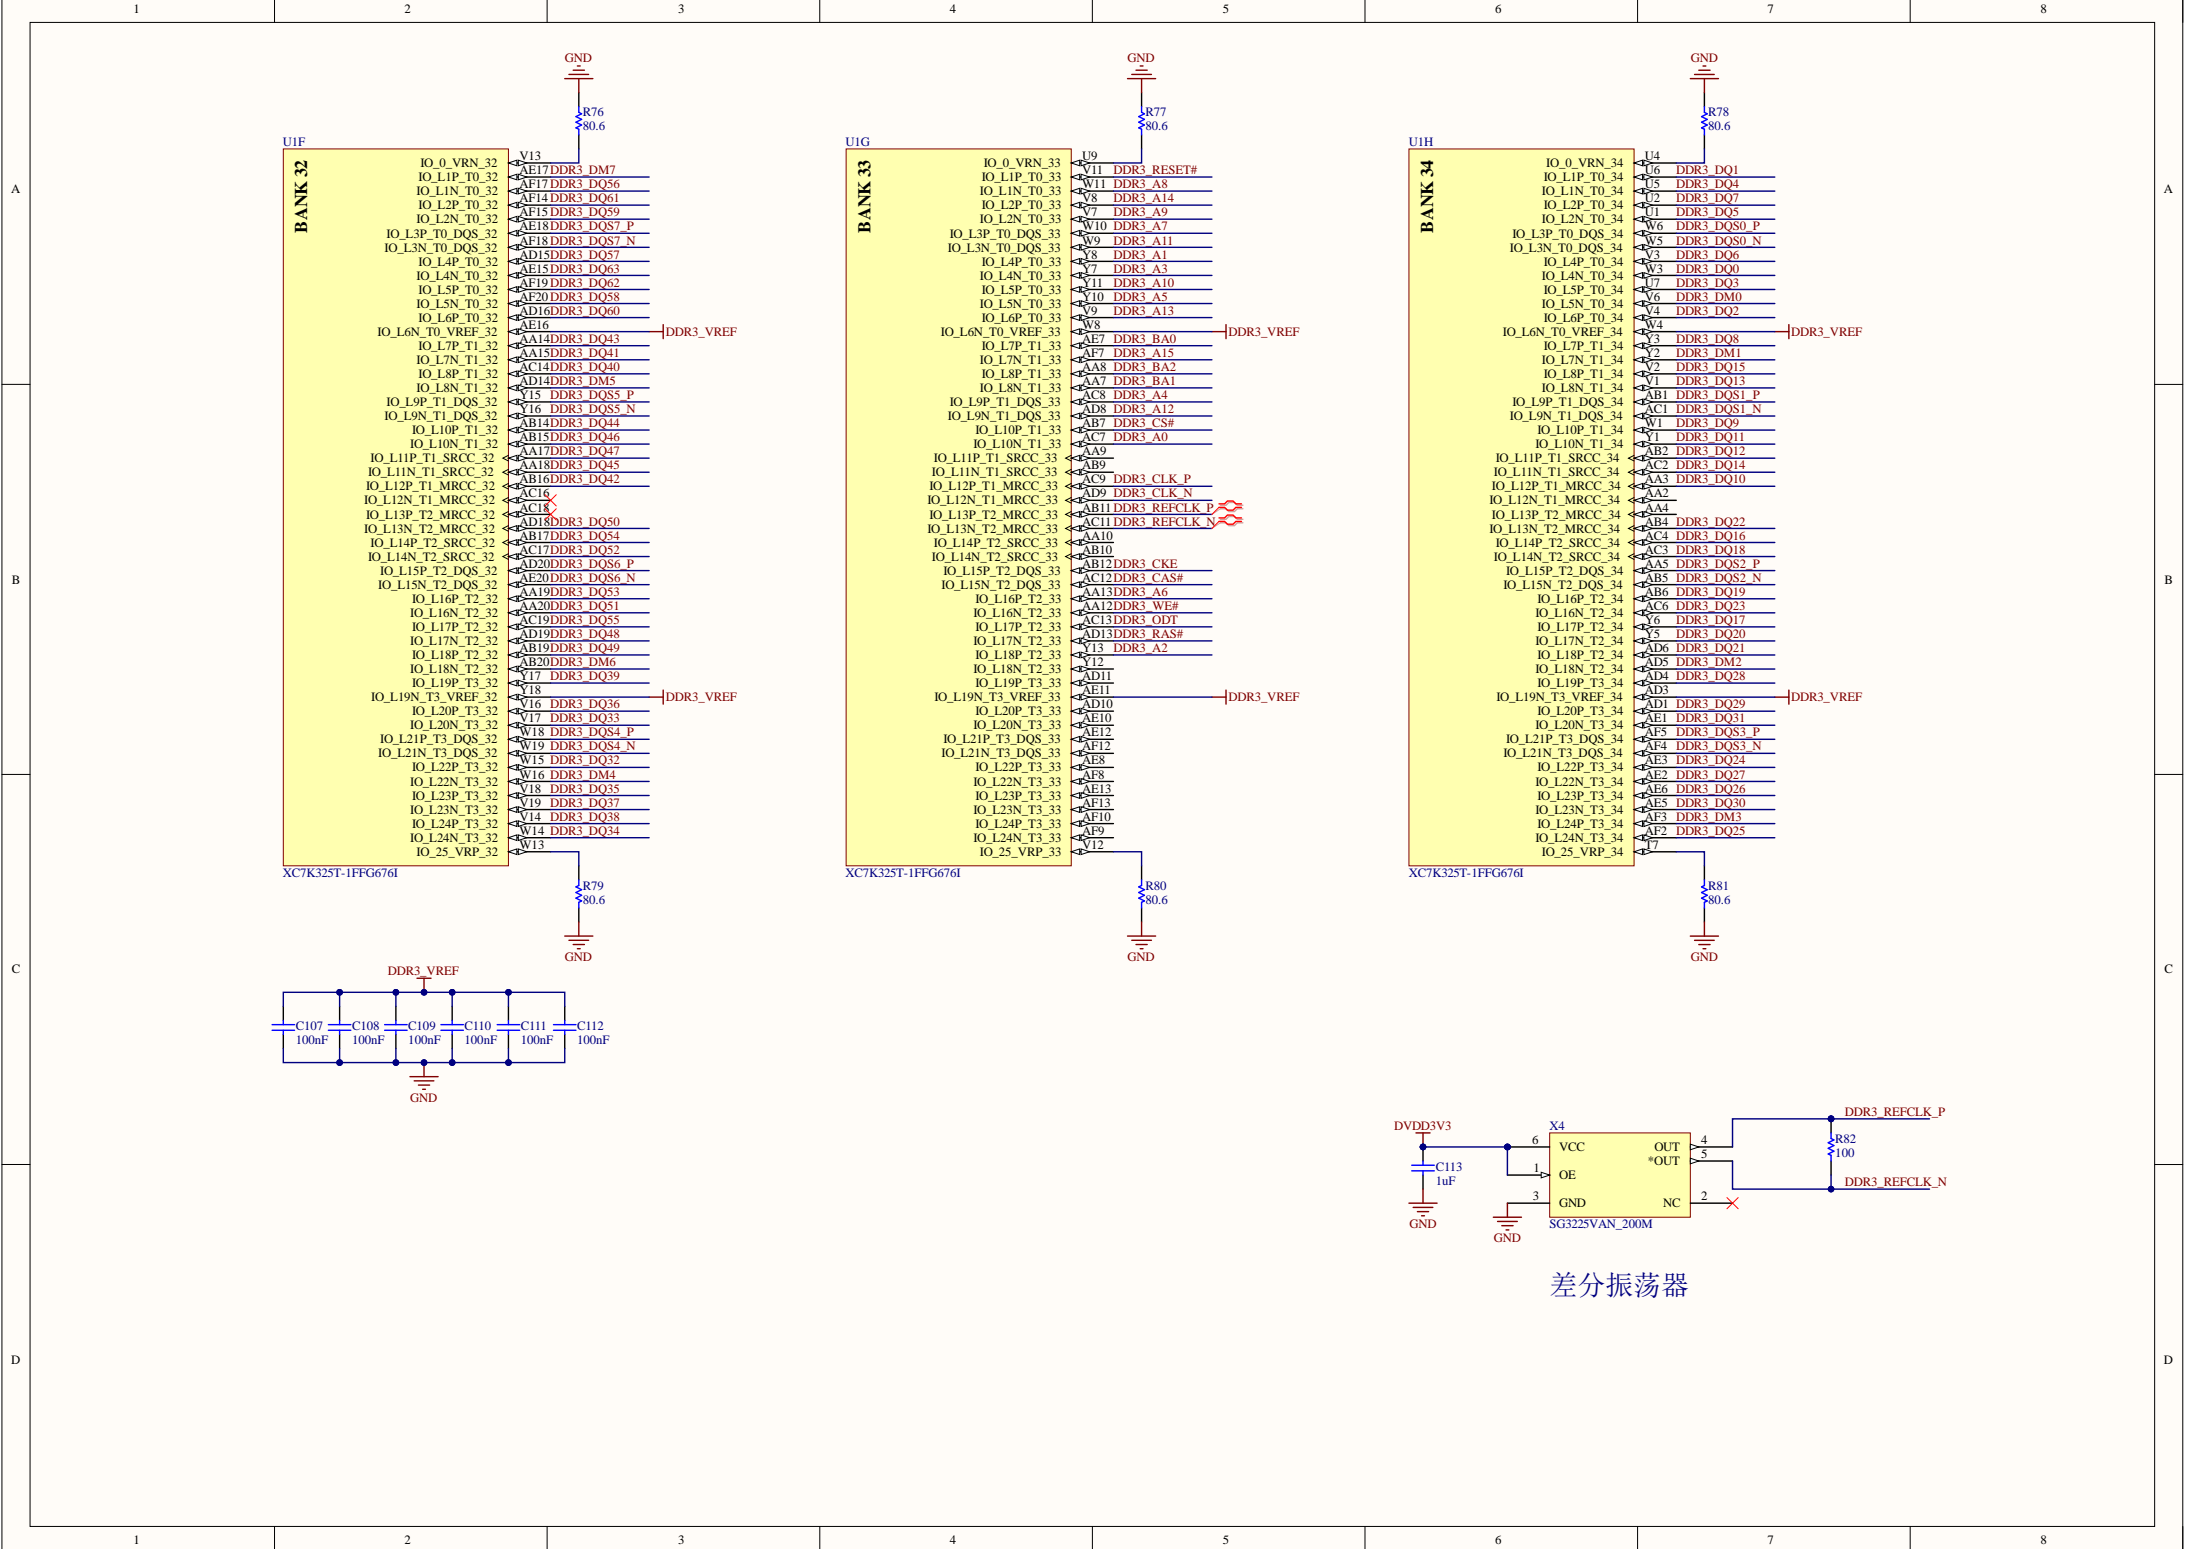 1 2 3 4 5 6 7 8
A A
B B
C C
D D
GND
R76
80.6
U1F
BANK 32
IO_0_VRN_32 V13
IO_L1P_T0_32 AE17 DDR3_DM7
IO_L1N_T0_32 AF17 DDR3_DQ56
IO_L2P_T0_32 AF14 DDR3_DQ61
IO_L2N_T0_32 AF15 DDR3_DQ59
IO_L3P_T0_DQS_32 AE18 DDR3_DQS7_P
IO_L3N_T0_DQS_32 AF18 DDR3_DQS7_N
IO_L4P_T0_32 AD15 DDR3_DQ57
IO_L4N_T0_32 AE15 DDR3_DQ63
IO_L5P_T0_32 AF19 DDR3_DQ62
IO_L5N_T0_32 AF20 DDR3_DQ58
IO_L6P_T0_32 AD16 DDR3_DQ60
IO_L6N_T0_VREF_32 AE16 DDR3_VREF
IO_L7P_T1_32 AA14 DDR3_DQ43
IO_L7N_T1_32 AA15 DDR3_DQ41
IO_L8P_T1_32 AC14 DDR3_DQ40
IO_L8N_T1_32 AD14 DDR3_DM5
IO_L9P_T1_DQS_32 Y15 DDR3_DQS5_P
IO_L9N_T1_DQS_32 Y16 DDR3_DQS5_N
IO_L10P_T1_32 AB14 DDR3_DQ44
IO_L10N_T1_32 AB15 DDR3_DQ46
IO_L11P_T1_SRCC_32 AA17 DDR3_DQ47
IO_L11N_T1_SRCC_32 AA18 DDR3_DQ45
IO_L12P_T1_MRCC_32 AB16 DDR3_DQ42
IO_L12N_T1_MRCC_32 AC16
IO_L13P_T2_MRCC_32 AC18
IO_L13N_T2_MRCC_32 AD18 DDR3_DQ50
IO_L14P_T2_SRCC_32 AB17 DDR3_DQ54
IO_L14N_T2_SRCC_32 AC17 DDR3_DQ52
IO_L15P_T2_DQS_32 AD20 DDR3_DQS6_P
IO_L15N_T2_DQS_32 AE20 DDR3_DQS6_N
IO_L16P_T2_32 AA19 DDR3_DQ53
IO_L16N_T2_32 AA20 DDR3_DQ51
IO_L17P_T2_32 AC19 DDR3_DQ55
IO_L17N_T2_32 AD19 DDR3_DQ48
IO_L18P_T2_32 AB19 DDR3_DQ49
IO_L18N_T2_32 AB20 DDR3_DM6
IO_L19P_T3_32 Y17 DDR3_DQ39
IO_L19N_T3_VREF_32 Y18 DDR3_VREF
IO_L20P_T3_32 V16 DDR3_DQ36
IO_L20N_T3_32 V17 DDR3_DQ33
IO_L21P_T3_DQS_32 W18 DDR3_DQS4_P
IO_L21N_T3_DQS_32 W19 DDR3_DQS4_N
IO_L22P_T3_32 W15 DDR3_DQ32
IO_L22N_T3_32 W16 DDR3_DM4
IO_L23P_T3_32 V18 DDR3_DQ35
IO_L23N_T3_32 V19 DDR3_DQ37
IO_L24P_T3_32 V14 DDR3_DQ38
IO_L24N_T3_32 W14 DDR3_DQ34
IO_25_VRP_32 W13
XC7K325T-1FFG676I
R79
80.6
GND
GND
R77
80.6
U1G
BANK 33
IO_0_VRN_33 U9
IO_L1P_T0_33 V11 DDR3_RESET#
IO_L1N_T0_33 W11 DDR3_A8
IO_L2P_T0_33 V8 DDR3_A14
IO_L2N_T0_33 V7 DDR3_A9
IO_L3P_T0_DQS_33 W10 DDR3_A7
IO_L3N_T0_DQS_33 W9 DDR3_A11
IO_L4P_T0_33 Y8 DDR3_A1
IO_L4N_T0_33 Y7 DDR3_A3
IO_L5P_T0_33 Y11 DDR3_A10
IO_L5N_T0_33 Y10 DDR3_A5
IO_L6P_T0_33 V9 DDR3_A13
IO_L6N_T0_VREF_33 W8 DDR3_VREF
IO_L7P_T1_33 AE7 DDR3_BA0
IO_L7N_T1_33 AF7 DDR3_A15
IO_L8P_T1_33 AA8 DDR3_BA2
IO_L8N_T1_33 AA7 DDR3_BA1
IO_L9P_T1_DQS_33 AC8 DDR3_A4
IO_L9N_T1_DQS_33 AD8 DDR3_A12
IO_L10P_T1_33 AB7 DDR3_CS#
IO_L10N_T1_33 AC7 DDR3_A0
IO_L11P_T1_SRCC_33 AA9
IO_L11N_T1_SRCC_33 AB9
IO_L12P_T1_MRCC_33 AC9 DDR3_CLK_P
IO_L12N_T1_MRCC_33 AD9 DDR3_CLK_N
IO_L13P_T2_MRCC_33 AB11 DDR3_REFCLK_P
IO_L13N_T2_MRCC_33 AC11 DDR3_REFCLK_N
IO_L14P_T2_SRCC_33 AA10
IO_L14N_T2_SRCC_33 AB10
IO_L15P_T2_DQS_33 AB12 DDR3_CKE
IO_L15N_T2_DQS_33 AC12 DDR3_CAS#
IO_L16P_T2_33 AA13 DDR3_A6
IO_L16N_T2_33 AA12 DDR3_WE#
IO_L17P_T2_33 AC13 DDR3_ODT
IO_L17N_T2_33 AD13 DDR3_RAS#
IO_L18P_T2_33 Y13 DDR3_A2
IO_L18N_T2_33 Y12
IO_L19P_T3_33 AD11
IO_L19N_T3_VREF_33 AE11 DDR3_VREF
IO_L20P_T3_33 AD10
IO_L20N_T3_33 AE10
IO_L21P_T3_DQS_33 AE12
IO_L21N_T3_DQS_33 AF12
IO_L22P_T3_33 AE8
IO_L22N_T3_33 AF8
IO_L23P_T3_33 AE13
IO_L23N_T3_33 AF13
IO_L24P_T3_33 AF10
IO_L24N_T3_33 AF9
IO_25_VRP_33 V12
XC7K325T-1FFG676I
R80
80.6
GND
GND
R78
80.6
U1H
BANK 34
IO_0_VRN_34 U4
IO_L1P_T0_34 U6 DDR3_DQ1
IO_L1N_T0_34 U5 DDR3_DQ4
IO_L2P_T0_34 U2 DDR3_DQ7
IO_L2N_T0_34 U1 DDR3_DQ5
IO_L3P_T0_DQS_34 W6 DDR3_DQS0_P
IO_L3N_T0_DQS_34 W5 DDR3_DQS0_N
IO_L4P_T0_34 V3 DDR3_DQ6
IO_L4N_T0_34 W3 DDR3_DQ0
IO_L5P_T0_34 U7 DDR3_DQ3
IO_L5N_T0_34 V6 DDR3_DM0
IO_L6P_T0_34 V4 DDR3_DQ2
IO_L6N_T0_VREF_34 W4 DDR3_VREF
IO_L7P_T1_34 Y3 DDR3_DQ8
IO_L7N_T1_34 Y2 DDR3_DM1
IO_L8P_T1_34 V2 DDR3_DQ15
IO_L8N_T1_34 V1 DDR3_DQ13
IO_L9P_T1_DQS_34 AB1 DDR3_DQS1_P
IO_L9N_T1_DQS_34 AC1 DDR3_DQS1_N
IO_L10P_T1_34 W1 DDR3_DQ9
IO_L10N_T1_34 Y1 DDR3_DQ11
IO_L11P_T1_SRCC_34 AB2 DDR3_DQ12
IO_L11N_T1_SRCC_34 AC2 DDR3_DQ14
IO_L12P_T1_MRCC_34 AA3 DDR3_DQ10
IO_L12N_T1_MRCC_34 AA2
IO_L13P_T2_MRCC_34 AA4
IO_L13N_T2_MRCC_34 AB4 DDR3_DQ22
IO_L14P_T2_SRCC_34 AC4 DDR3_DQ16
IO_L14N_T2_SRCC_34 AC3 DDR3_DQ18
IO_L15P_T2_DQS_34 AA5 DDR3_DQS2_P
IO_L15N_T2_DQS_34 AB5 DDR3_DQS2_N
IO_L16P_T2_34 AB6 DDR3_DQ19
IO_L16N_T2_34 AC6 DDR3_DQ23
IO_L17P_T2_34 Y6 DDR3_DQ17
IO_L17N_T2_34 Y5 DDR3_DQ20
IO_L18P_T2_34 AD6 DDR3_DQ21
IO_L18N_T2_34 AD5 DDR3_DM2
IO_L19P_T3_34 AD4 DDR3_DQ28
IO_L19N_T3_VREF_34 AD3 DDR3_VREF
IO_L20P_T3_34 AD1 DDR3_DQ29
IO_L20N_T3_34 AE1 DDR3_DQ31
IO_L21P_T3_DQS_34 AF5 DDR3_DQS3_P
IO_L21N_T3_DQS_34 AF4 DDR3_DQS3_N
IO_L22P_T3_34 AE3 DDR3_DQ24
IO_L22N_T3_34 AE2 DDR3_DQ27
IO_L23P_T3_34 AE6 DDR3_DQ26
IO_L23N_T3_34 AE5 DDR3_DQ30
IO_L24P_T3_34 AF3 DDR3_DM3
IO_L24N_T3_34 AF2 DDR3_DQ25
IO_25_VRP_34 T7
XC7K325T-1FFG676I
R81
80.6
GND
DDR3_VREF
C107 C108 C109 C110 C111 C112
100nF 100nF 100nF 100nF 100nF 100nF
GND
DVDD3V3
C113
1uF
GND
X4
6 VCC OUT 4
*OUT 5
1 OE
3 GND NC 2
SG3225VAN_200M
GND
DDR3_REFCLK_P
R82
100
DDR3_REFCLK_N
差分振荡器
1 2 3 4 5 6 7 8